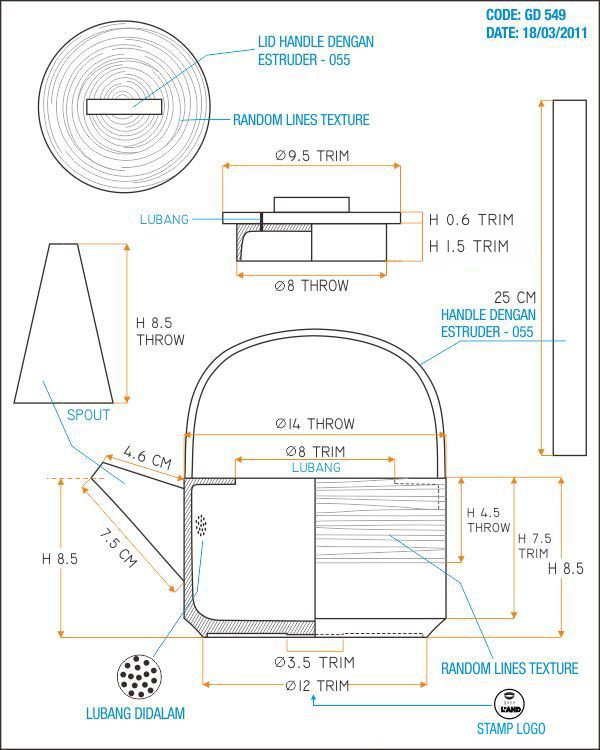 CODE: GD 549
DATE: 18/03/2011
LID HANDLE DENGAN
ESTRUDER - 055
RANDOM LINES TEXTURE
Ø9.5 TRIM
LUBANG
H 0.6 TRIM
H 1.5 TRIM
Ø8 THROW
25 CM
HANDLE DENGAN
ESTRUDER - 055
H 8.5
THROW
SPOUT
Ø14 THROW
4.6 CM
Ø8 TRIM
LUBANG
7.5 CM
H 8.5
H 4.5
THROW
H 7.5
TRIM
H 8.5
Ø3.5 TRIM
Ø12 TRIM
RANDOM LINES TEXTURE
LUBANG DIDALAM
L'AND
STAMP LOGO